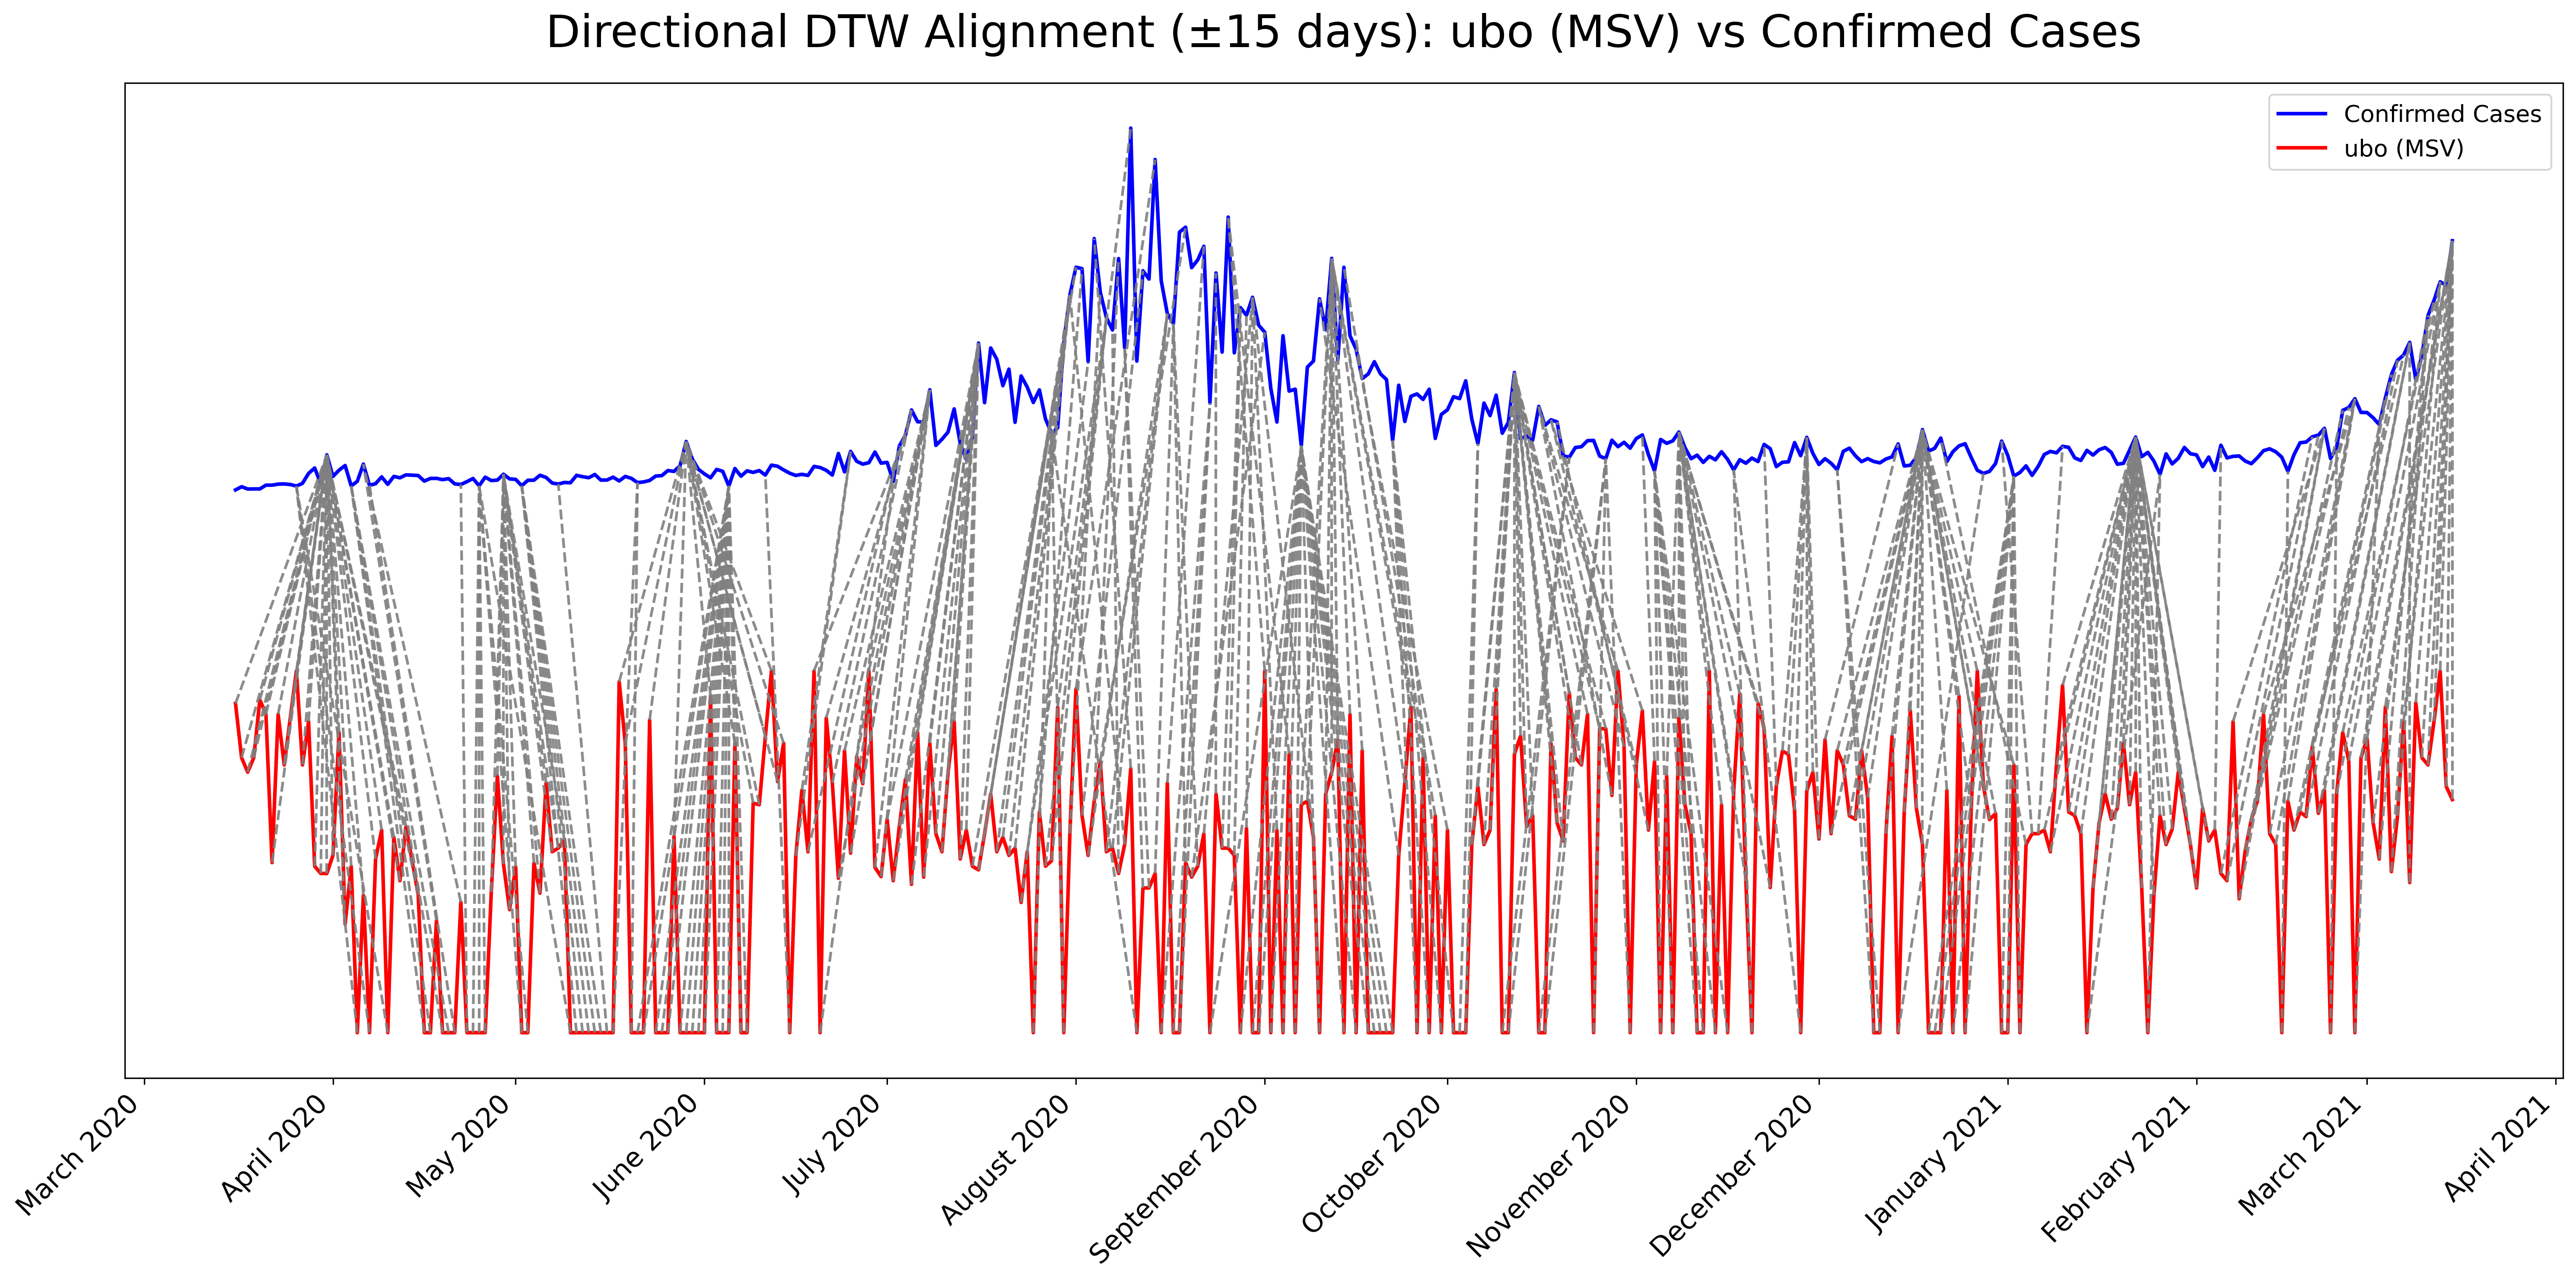 Directional DTW Alignment (±15 days): ubo (MSV) vs Confirmed Cases
Confirmed Cases
ubo (MSV)
March 2020
April 2020
May 2020
June 2020
July 2020
August 2020
September 2020
October 2020
November 2020
December 2020
January 2021
February 2021
March 2021
April 2021